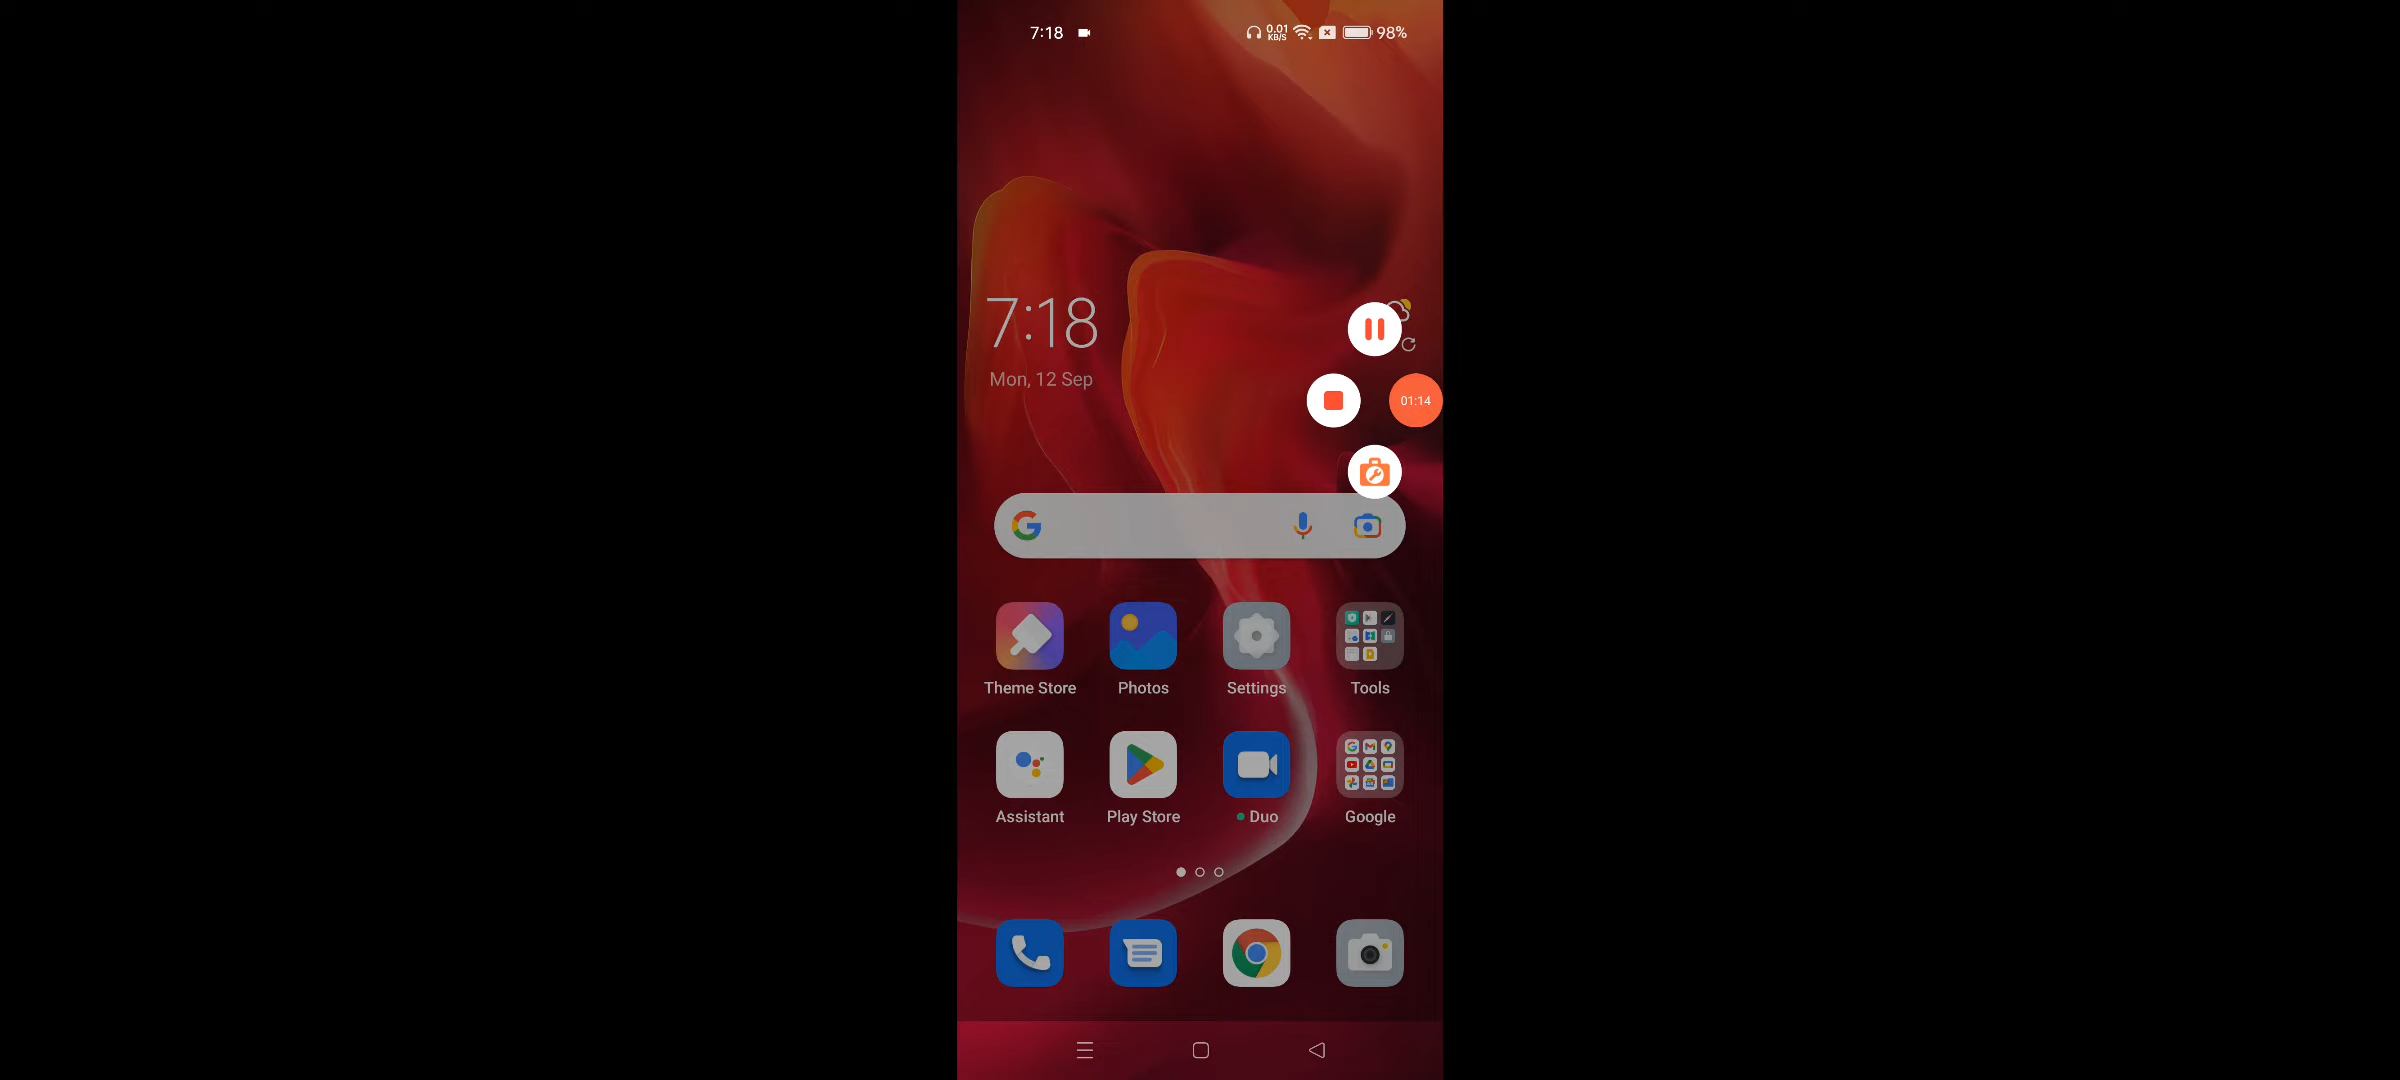 7:18
0.01
KB/S
98%
7:18
Mon, 12 Sep
01:14
Theme Store
Photos
Settings
Tools
Assistant
Play Store
Duo
Google